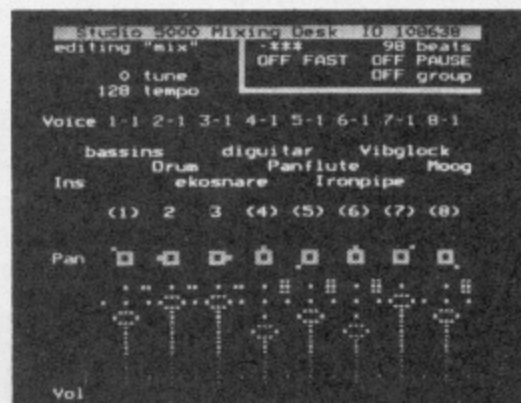 Studio 5000 Mixing Desk ID 108638
editing "mix" -*** 98 beats
OFF FAST OFF PAUSE
0 tune OFF group
128 tempo
Voice 1-1 2-1 3-1 4-1 5-1 6-1 7-1 8-1
bassins diguitar Vibglock
Drum Panflute Moog
Ins ekosnare Ironpipe
(1) 2 3 (4) (5) (6) (7) (8)
Pan
Vol